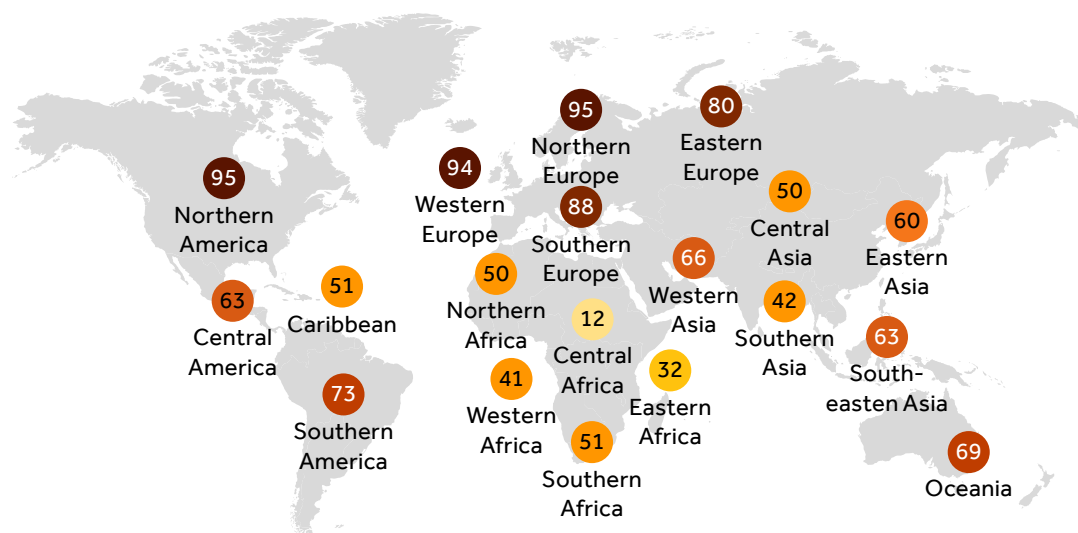 95
Northern
America
63
Central
America
51
Caribbean
73
Southern
America
94
Western
Europe
95
Northern
Europe
88
Southern
Europe
80
Eastern
Europe
50
Northern
Africa
12
Central
Africa
41
Western
Africa
32
Eastern
Africa
51
Southern
Africa
66
Western
Asia
50
Central
Asia
42
Southern
Asia
60
Eastern
Asia
63
South-
easten Asia
69
Oceania